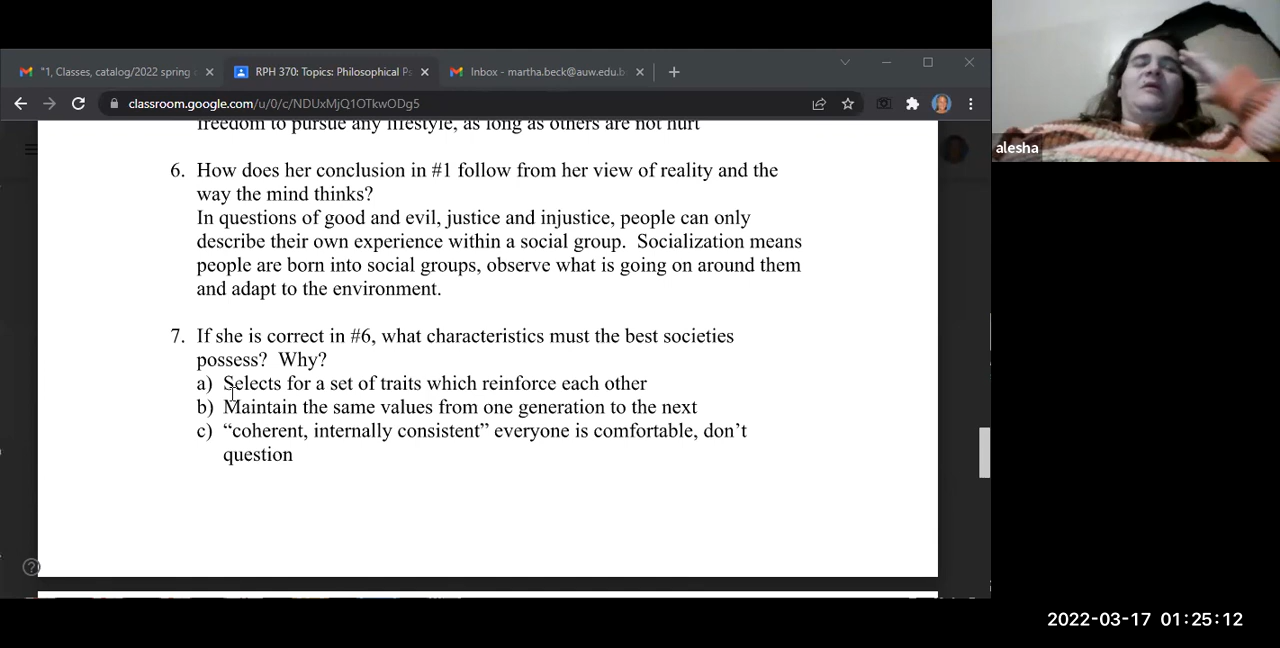 "1, Classes, catalog/2022 spring
RPH 370: Topics: Philosophical Ps
Inbox - martha.beck@auw.edu.b
classroom.google.com/u/0/c/NDUxMjQ1OTkwODg5
freedom to pursue any lifestyle, as long as others are not hurt
6. How does her conclusion in #1 follow from her view of reality and the
way the mind thinks?
In questions of good and evil, justice and injustice, people can only
describe their own experience within a social group. Socialization means
people are born into social groups, observe what is going on around them
and adapt to the environment.
7. If she is correct in #6, what characteristics must the best societies
possess? Why?
a) Selects for a set of traits which reinforce each other
b) Maintain the same values from one generation to the next
c) “coherent, internally consistent” everyone is comfortable, don’t
question
alesha
2022-03-17 01:25:12